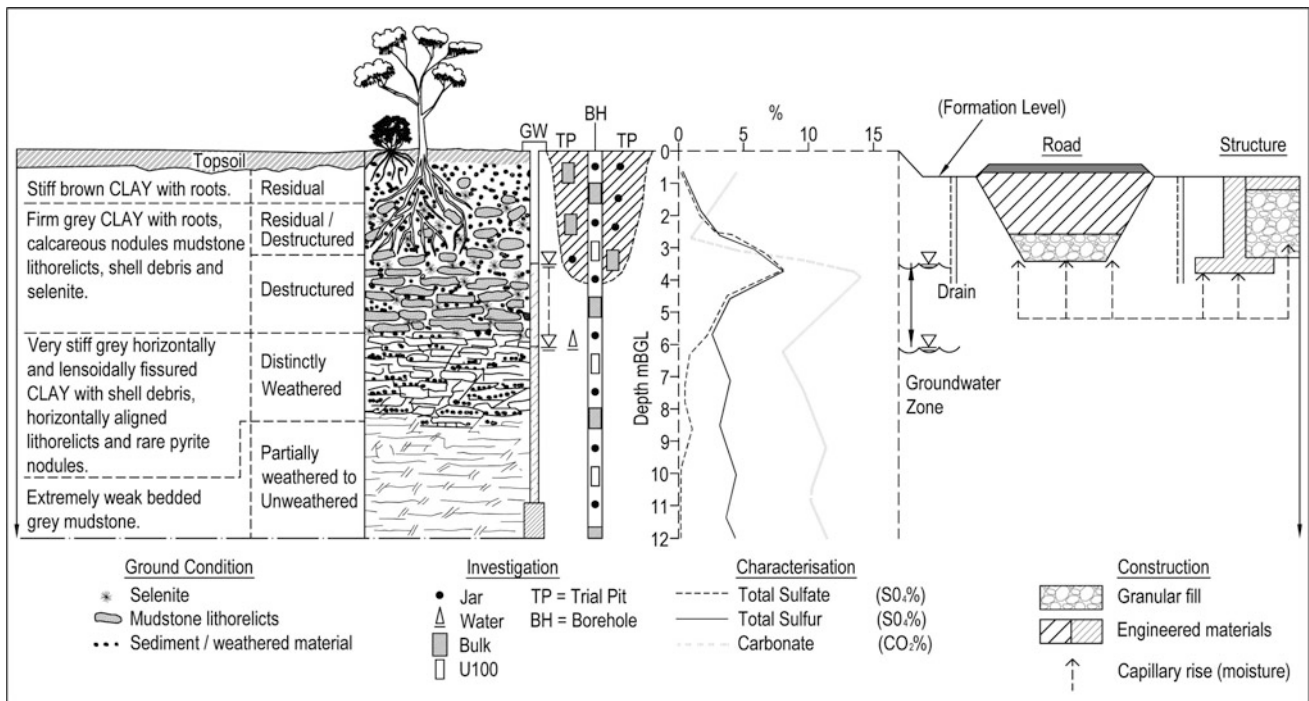 (Formation Level)
BH
%
GW
TP
TP
0
5
10
15
Road
Structure
Topsoil
0
Stiff brown CLAY with roots.
Residual
1
Firm grey CLAY with roots,
calcareous nodules mudstone
lithorelicts, shell debris and
selenite.
Residual /
Destructured
2
3
Destructured
4
Drain
5
Very stiff grey horizontally
and lensoidally fissured
CLAY with shell debris,
horizontally aligned
lithorelicts and rare pyrite
nodules.
Distinctly
Weathered
6
7
8
Depth mBGL
Groundwater
Zone
9
Partially
weathered to
Unweathered
10
Extremely weak bedded
grey mudstone.
11
12
Ground Condition
Selenite
Mudstone lithorelicts
Sediment / weathered material
Investigation
Jar
TP = Trial Pit
Water
BH = Borehole
Bulk
U100
Characterisation
Total Sulfate (S0₄%)
Total Sulfur (S0₄%)
Carbonate (CO₂%)
Construction
Granular fill
Engineered materials
Capillary rise (moisture)